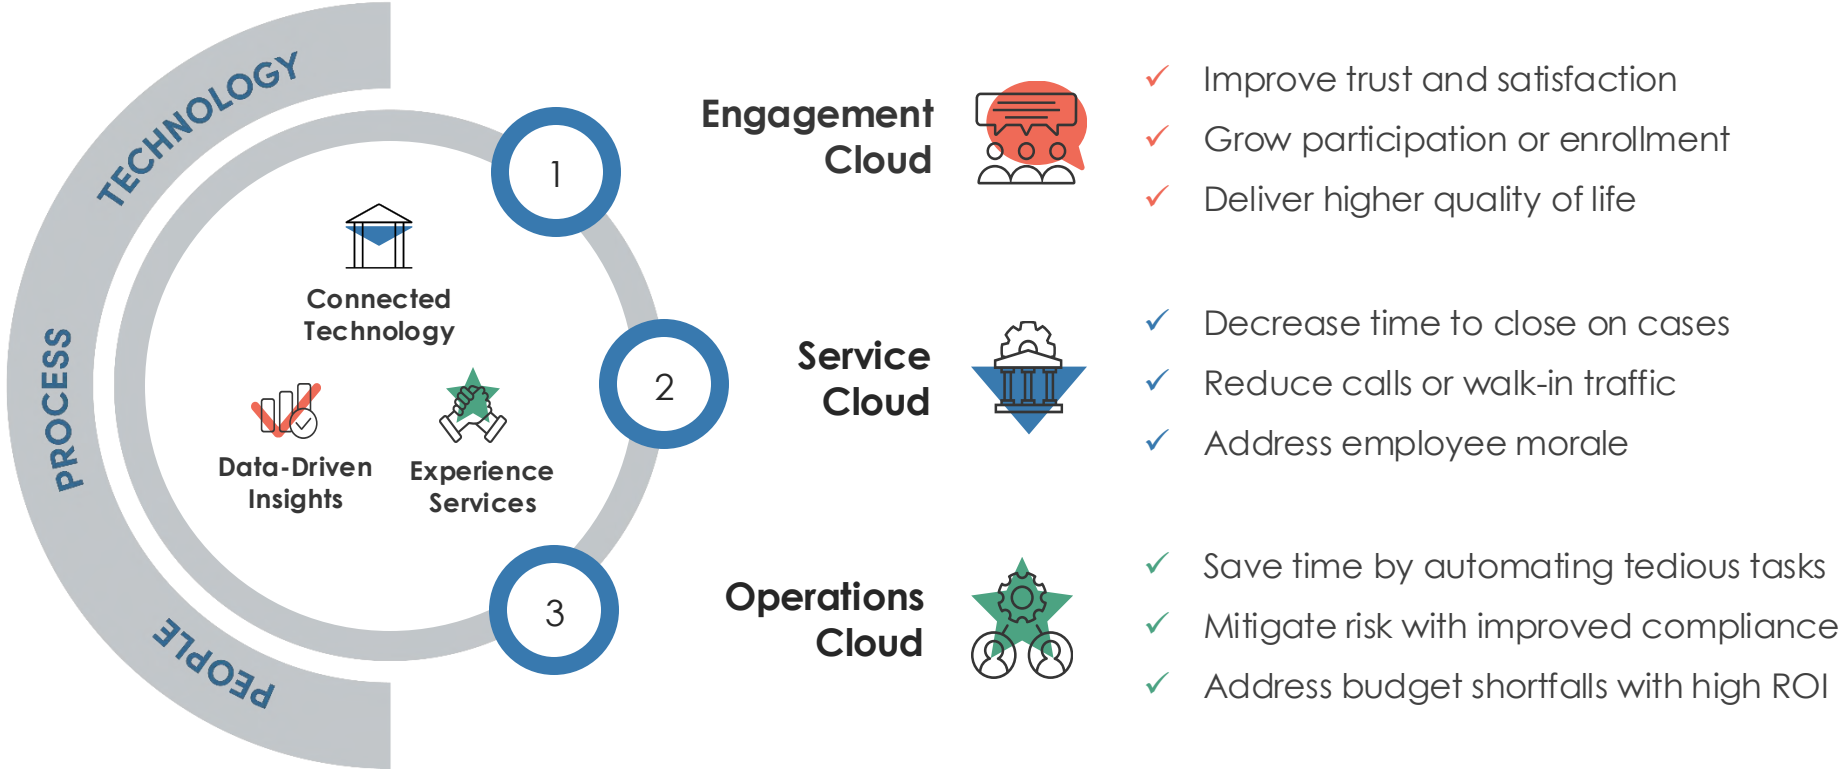 TECHNOLOGY
PROCESS
PEOPLE
Connected
Technology
Data-Driven
Insights
Experience
Services
1
Engagement
Cloud
Improve trust and satisfaction
Grow participation or enrollment
Deliver higher quality of life
2
Service
Cloud
Decrease time to close on cases
Reduce calls or walk-in traffic
Address employee morale
3
Operations
Cloud
Save time by automating tedious tasks
Mitigate risk with improved compliance
Address budget shortfalls with high ROI